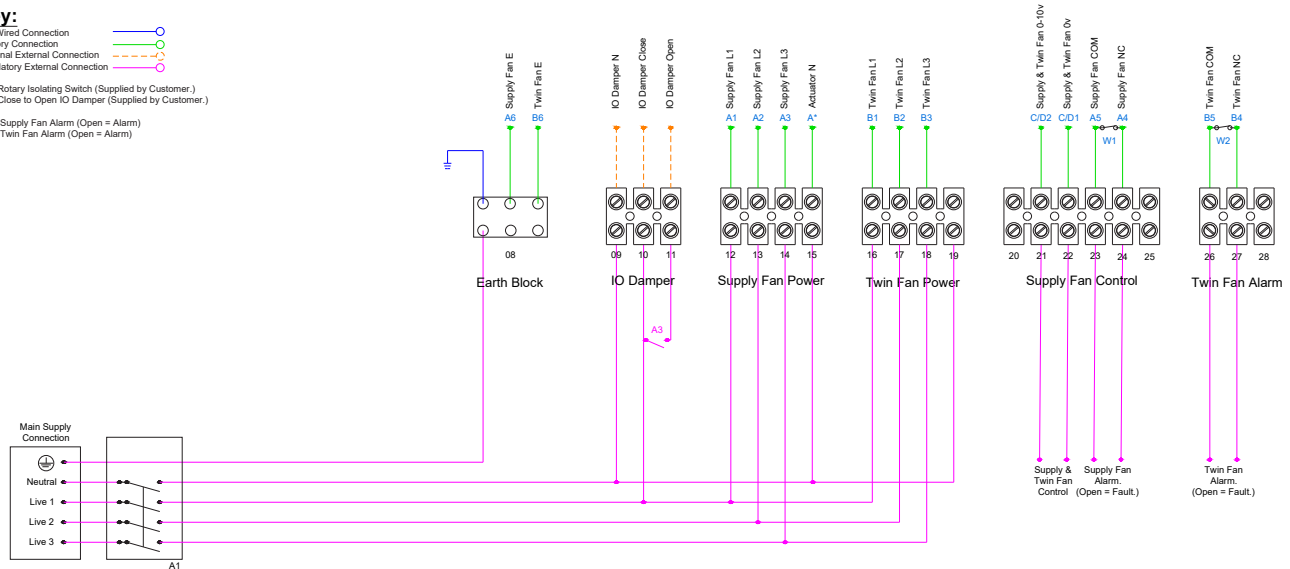 y:
Wired Connection
ory Connection
nal External Connection
datory External Connection
Rotary Isolating Switch (Supplied by Customer.)
Close to Open IO Damper (Supplied by Customer.)
Supply Fan Alarm (Open = Alarm)
Twin Fan Alarm (Open = Alarm)
Supply Fan E
Twin Fan E
IO Damper N
IO Damper Close
IO Damper Open
Supply Fan L1
Supply Fan L2
Supply Fan L3
Actuator N
Twin Fan L1
Twin Fan L2
Twin Fan L3
Supply & Twin Fan 0-10v
Supply & Twin Fan 0v
Supply Fan COM
Supply Fan NC
Twin Fan COM
Twin Fan NC
A6 B6 A1 A2 A3 A* B1 B2 B3 C/D2 C/D1 A5 A4 B5 B4
W1 W2
08 09 10 11 12 13 14 15 16 17 18 19 20 21 22 23 24 25 26 27 28
Earth Block IO Damper Supply Fan Power Twin Fan Power Supply Fan Control Twin Fan Alarm
A3
Main Supply
Connection
Neutral
Live 1
Live 2
Live 3
A1
Supply &
Twin Fan
Control
Supply Fan
Alarm.
(Open = Fault.)
Twin Fan
Alarm.
(Open = Fault.)